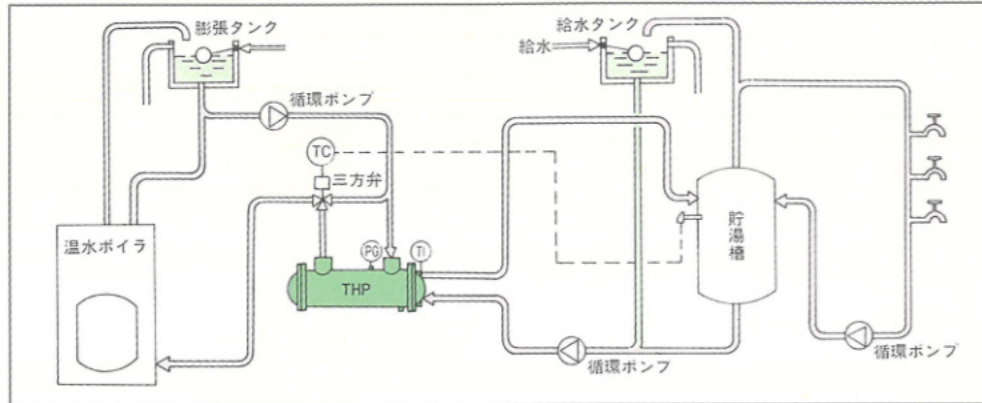 膨張タンク
給水タンク
給水
循環ポンプ
TC
三方弁
温水ボイラ
PG
TI
THP
貯湯槽
循環ポンプ
循環ポンプ